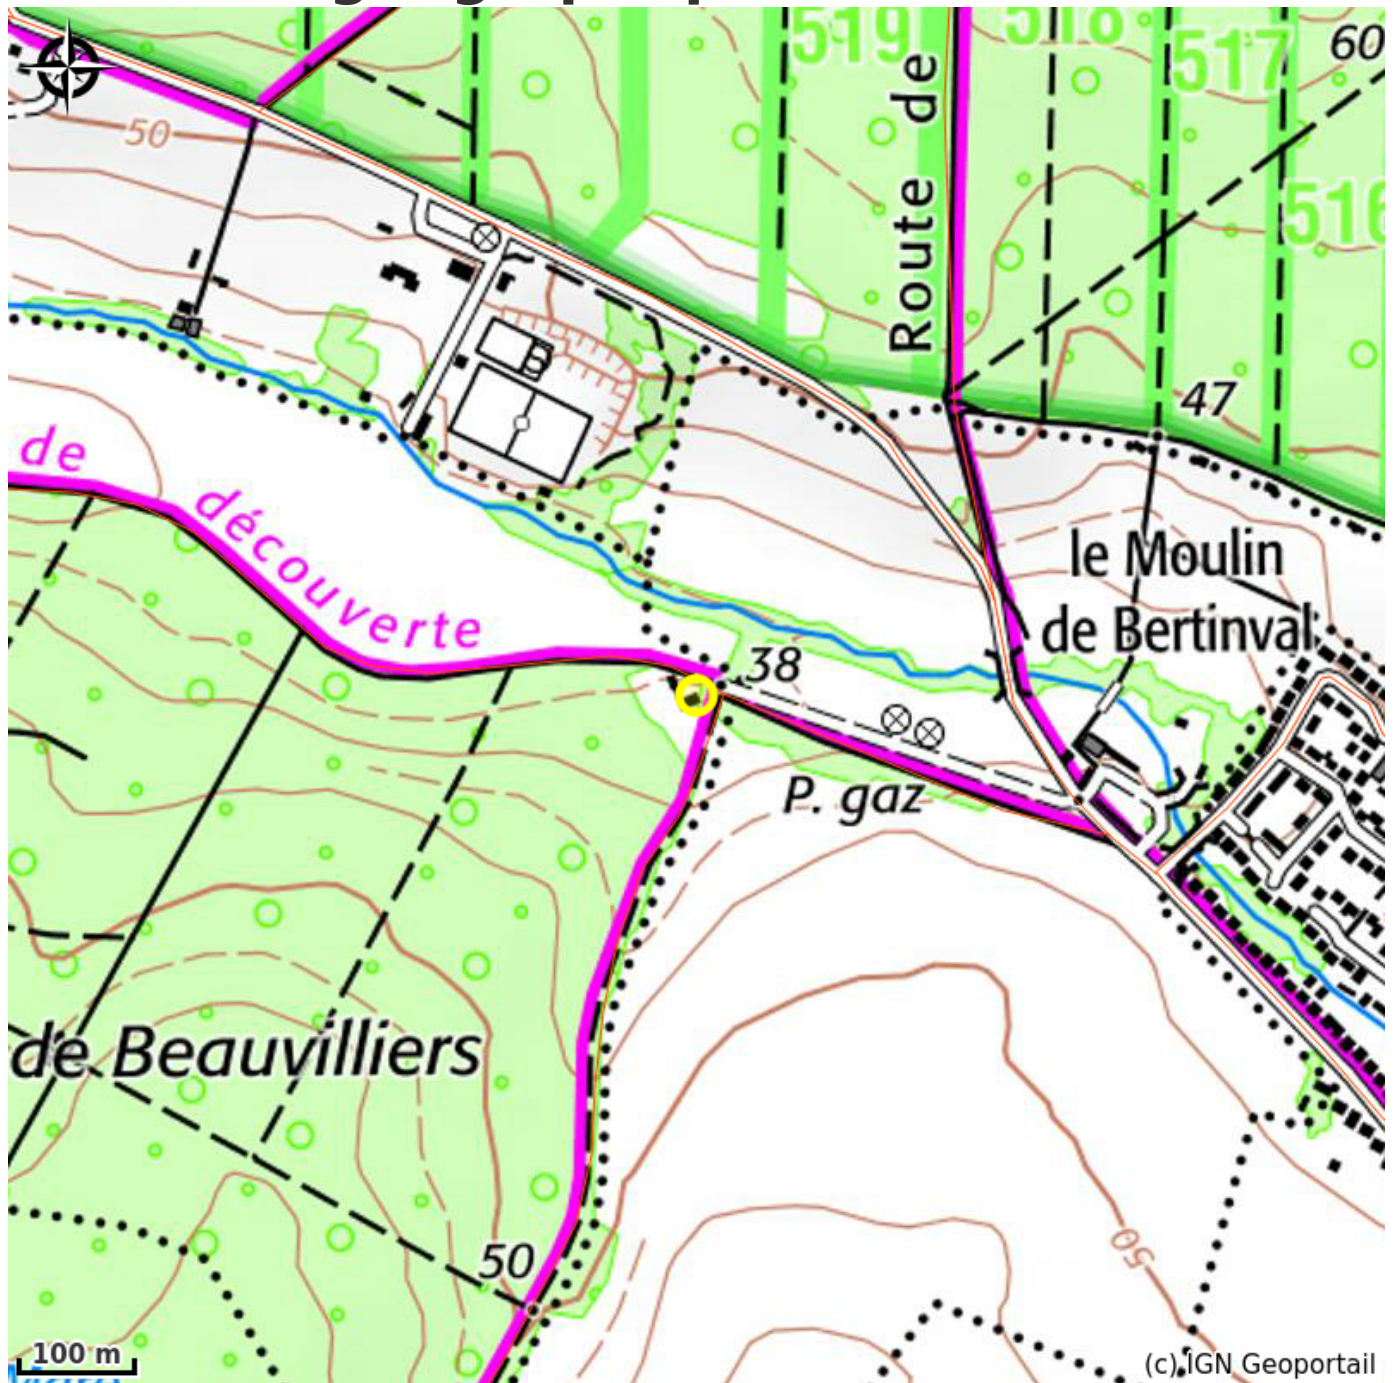 519
518
517
60
Route de
50
516
47
de
découverte
le Moulin
de Bertinval
38
P. gaz
de Beauvilliers
50
50
100 m
(c) IGN Geoportail